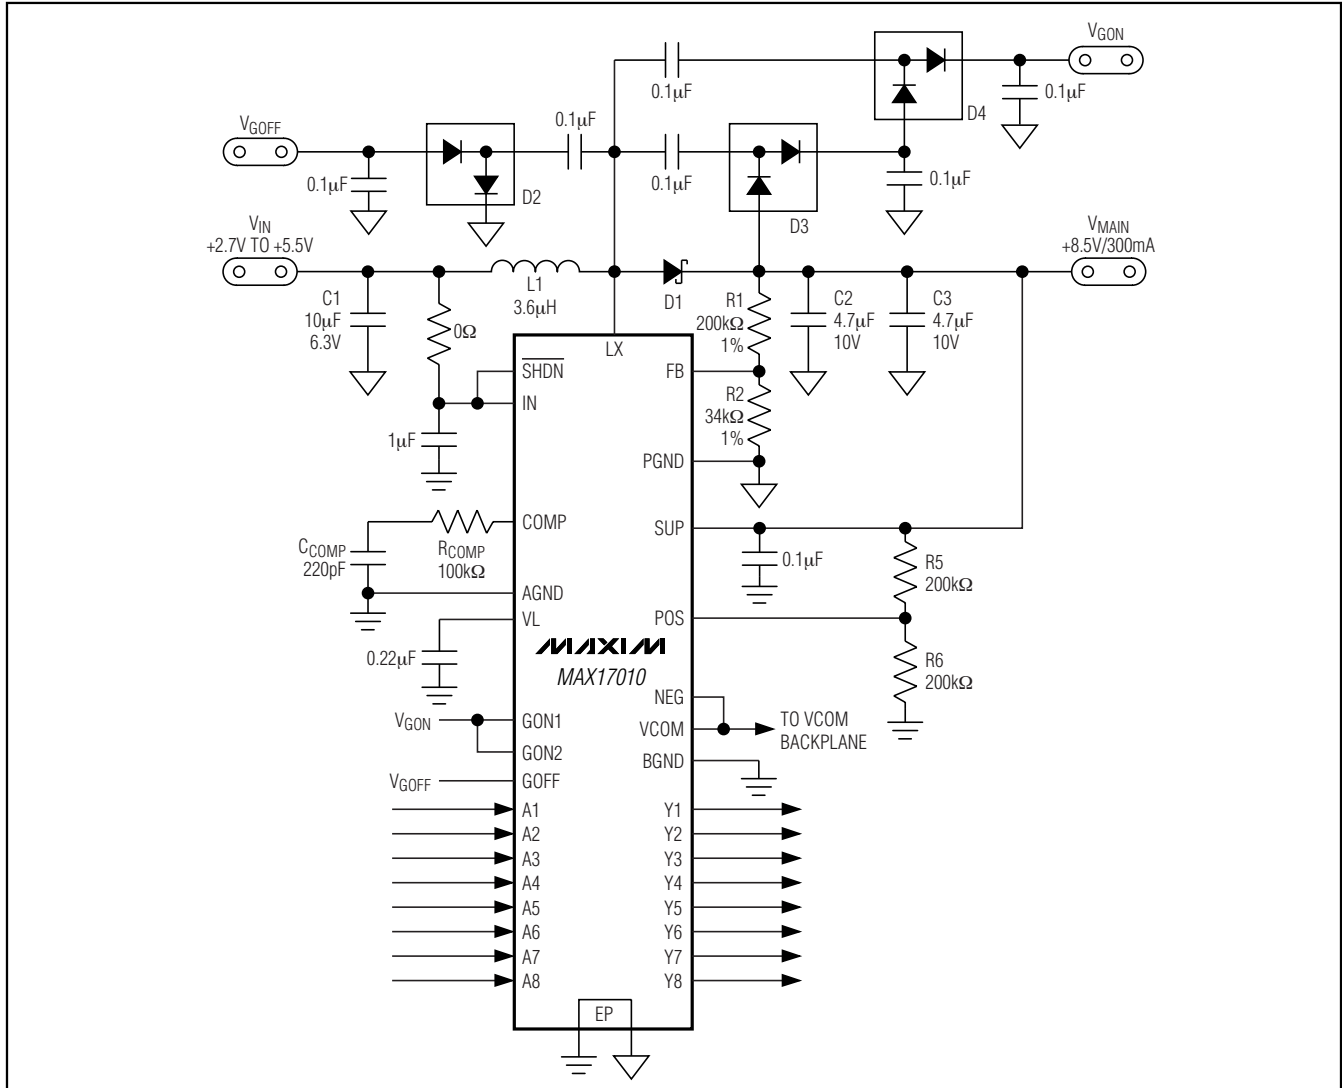 VGON
0.1µF
D4
0.1µF
VGOFF
0.1µF
0.1µF
D2
0.1µF
D3
0.1µF
VIN
+2.7V TO +5.5V
VMAIN
+8.5V/300mA
L1
3.6µH
D1
C1
10µF
6.3V
0Ω
R1
200kΩ
1%
C2
4.7µF
10V
C3
4.7µF
10V
LX
SHDN
FB
IN
R2
34kΩ
1%
1µF
PGND
COMP
SUP
CCOMP
220pF
RCOMP
100kΩ
0.1µF
R5
200kΩ
AGND
VL
POS
MAXIM
MAX17010
0.22µF
R6
200kΩ
NEG
VGON
GON1
VCOM
TO VCOM
BACKPLANE
GON2
BGND
VGOFF
GOFF
A1
Y1
A2
Y2
A3
Y3
A4
Y4
A5
Y5
A6
Y6
A7
Y7
A8
Y8
EP